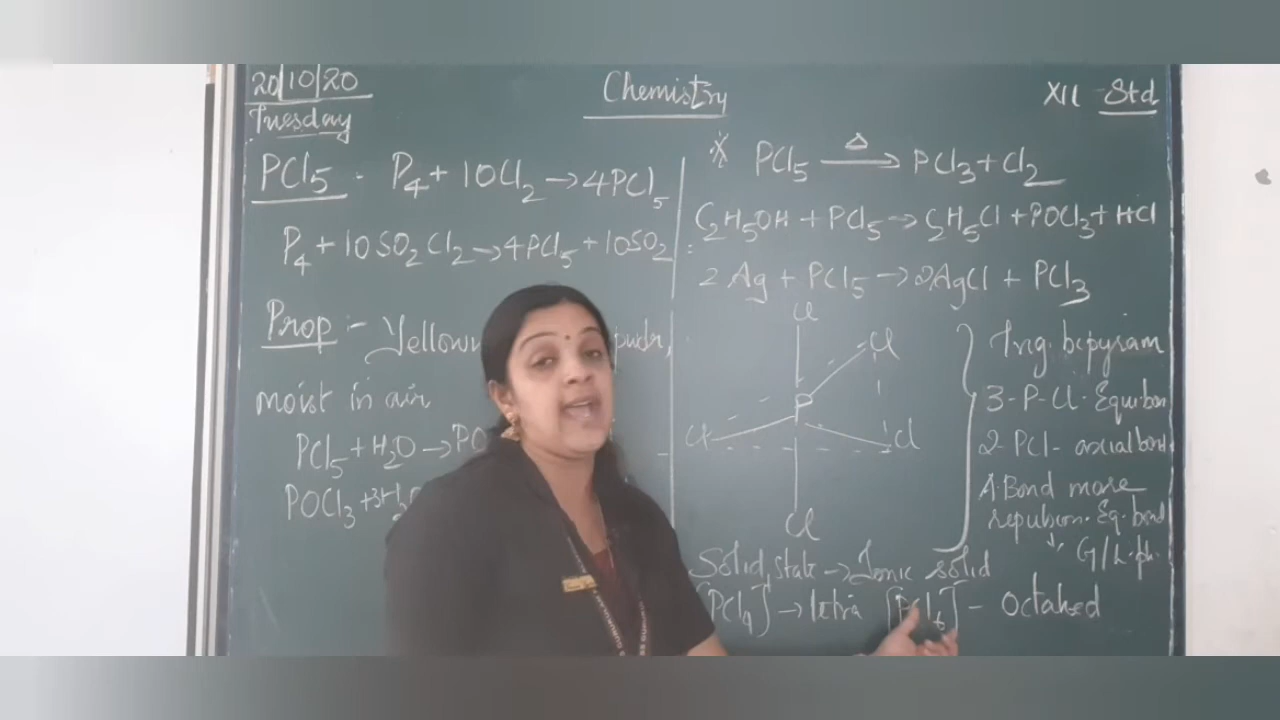 20/10/20
Tuesday
Chemistry
XII - Std
PCl5 - P4 + 10Cl2 → 4PCl5
P4 + 10SO2Cl2 → 4PCl5 + 10SO2
Prop :- Yellow
moist in air
PCl5 + H2O → PO
POCl3 + 3H2
* PCl5 —Δ→ PCl3 + Cl2
C2H5OH + PCl5 → C2H5Cl + POCl3 + HCl
2Ag + PCl5 → 2AgCl + PCl3
Cl
Cl
P
Cl
Cl
Cl
Trig. bipyram
3-P-Cl-Equ.bon
2-PCl-axial bond
A.Bond more
repulsion. Eq. bond
G/L.ph.
Solid state → Ionic solid
[PCl4]+ → tetra [PCl6]- - Octahed